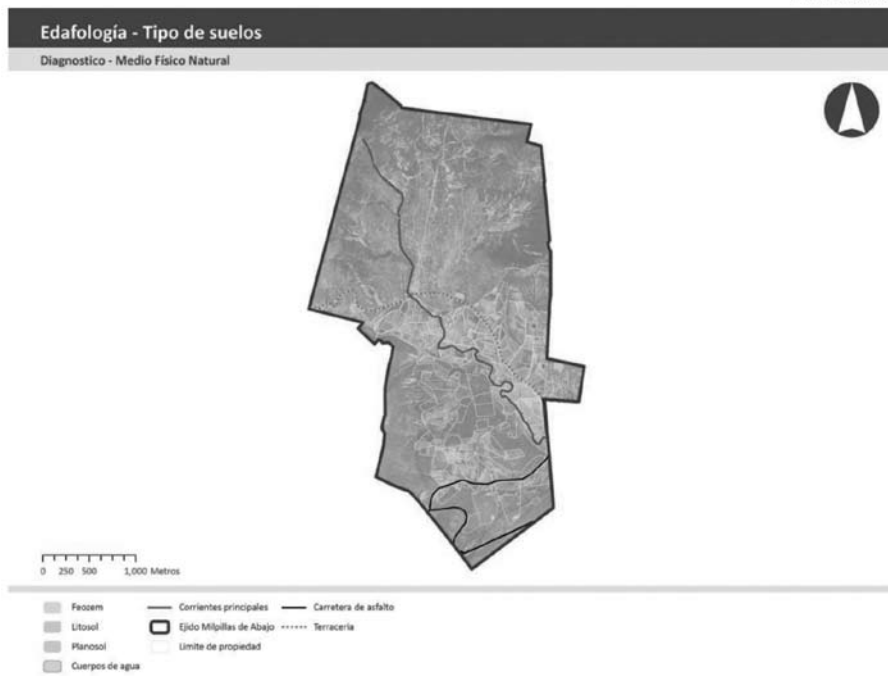 Edafología - Tipo de suelos
Diagnostico - Medio Físico Natural
0 250 500 1,000 Metros
Feozem
Corrientes principales
Carretera de asfalto
Litosol
Ejido Milpillas de Abajo
Terraceria
Planosol
Limite de propiedad
Cuerpos de agua